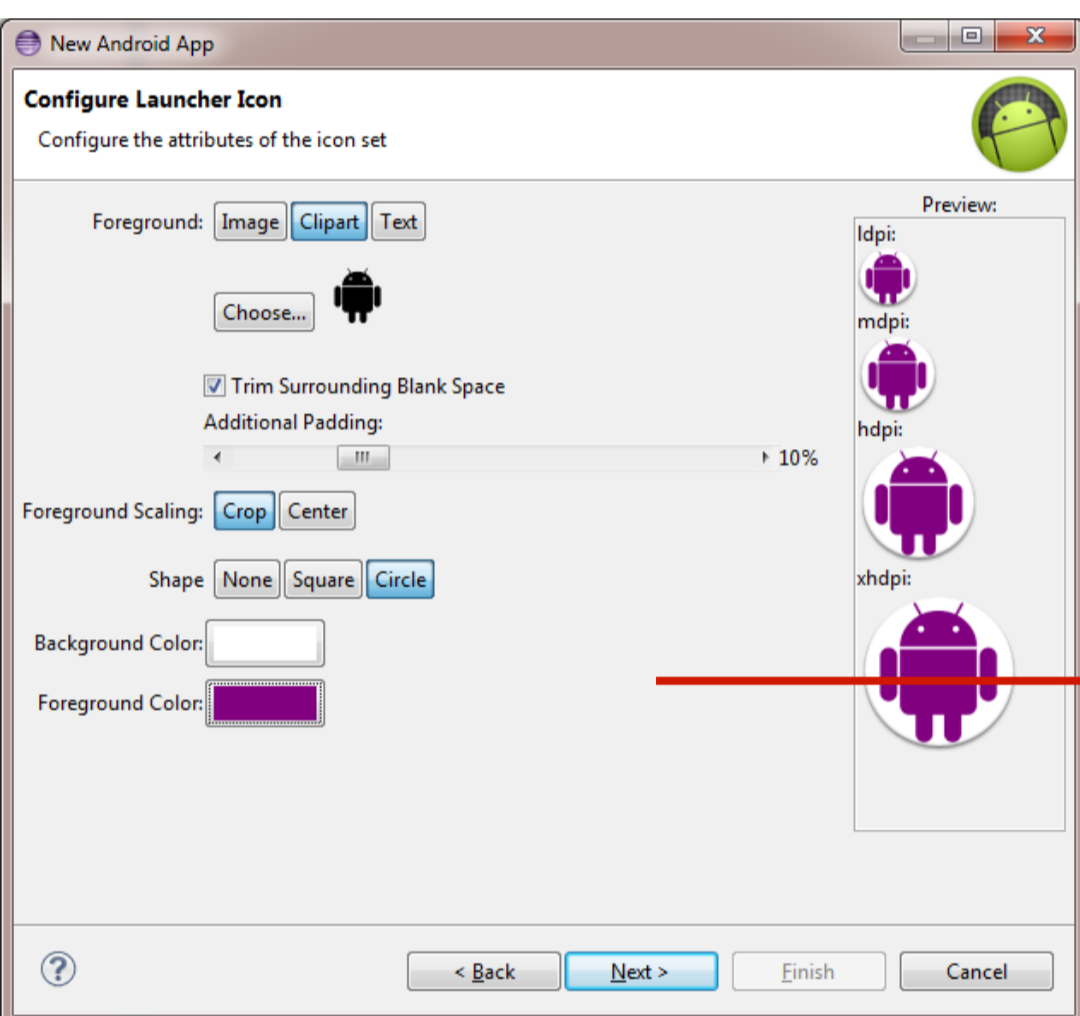 New Android App
Configure Launcher Icon
Configure the attributes of the icon set
Preview:
Foreground: Image Clipart Text
ldpi:
Choose...
mdpi:
Trim Surrounding Blank Space
Additional Padding:
hdpi:
10%
Foreground Scaling: Crop Center
Shape None Square Circle
xhdpi:
Background Color:
Foreground Color:
? < Back Next > Finish Cancel